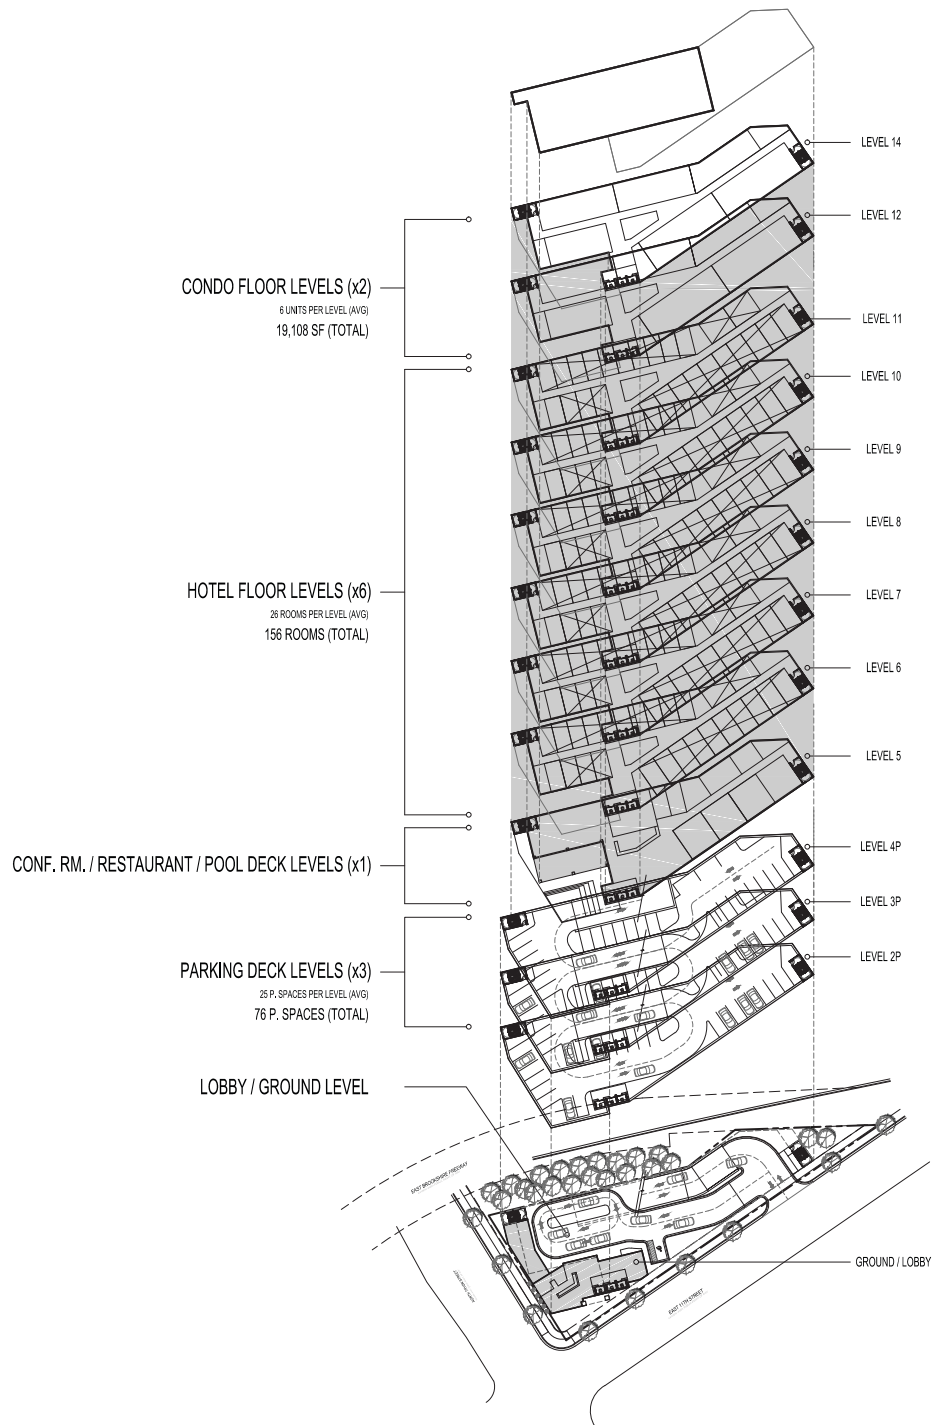 LEVEL 14
LEVEL 12
CONDO FLOOR LEVELS (x2)
6 UNITS PER LEVEL (AVG)
19,108 SF (TOTAL)
LEVEL 11
LEVEL 10
LEVEL 9
LEVEL 8
HOTEL FLOOR LEVELS (x6)
26 ROOMS PER LEVEL (AVG)
156 ROOMS (TOTAL)
LEVEL 7
LEVEL 6
LEVEL 5
CONF. RM. / RESTAURANT / POOL DECK LEVELS (x1)
LEVEL 4P
LEVEL 3P
LEVEL 2P
PARKING DECK LEVELS (x3)
25 P. SPACES PER LEVEL (AVG)
76 P. SPACES (TOTAL)
LOBBY / GROUND LEVEL
EAST BROOKSHIRE FREEWAY
GROUND / LOBBY
EAST 11TH STREET